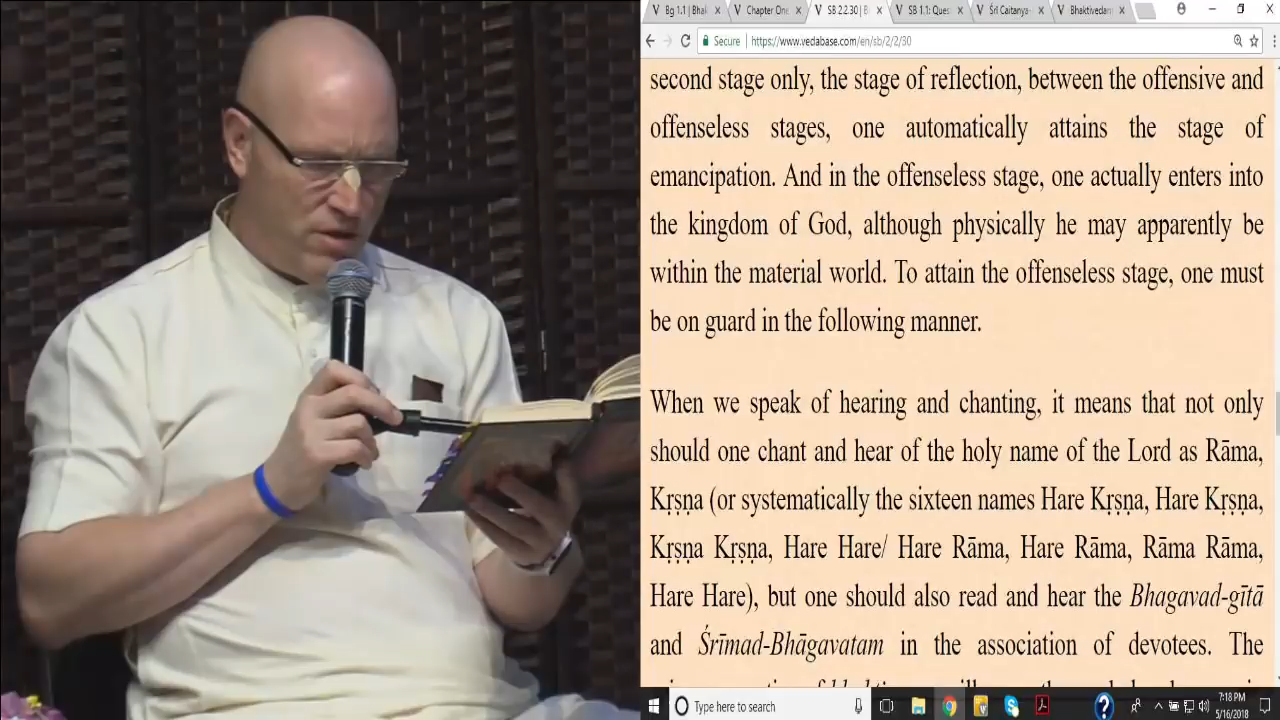 Bg 1.1 | Bhak
Chapter One
SB 2.2.30 | B
SB 1.1: Ques
Śrī Caitanya-
Bhaktivedan
Secure | https://www.vedabase.com/en/sb/2/2/30
second stage only, the stage of reflection, between the offensive and
offenseless stages, one automatically attains the stage of
emancipation. And in the offenseless stage, one actually enters into
the kingdom of God, although physically he may apparently be
within the material world. To attain the offenseless stage, one must
be on guard in the following manner.
When we speak of hearing and chanting, it means that not only
should one chant and hear of the holy name of the Lord as Rāma,
Kṛṣṇa (or systematically the sixteen names Hare Kṛṣṇa, Hare Kṛṣṇa,
Kṛṣṇa Kṛṣṇa, Hare Hare/ Hare Rāma, Hare Rāma, Rāma Rāma,
Hare Hare), but one should also read and hear the Bhagavad-gītā
and Śrīmad-Bhāgavatam in the association of devotees. The
Type here to search
7:18 PM
5/16/2018